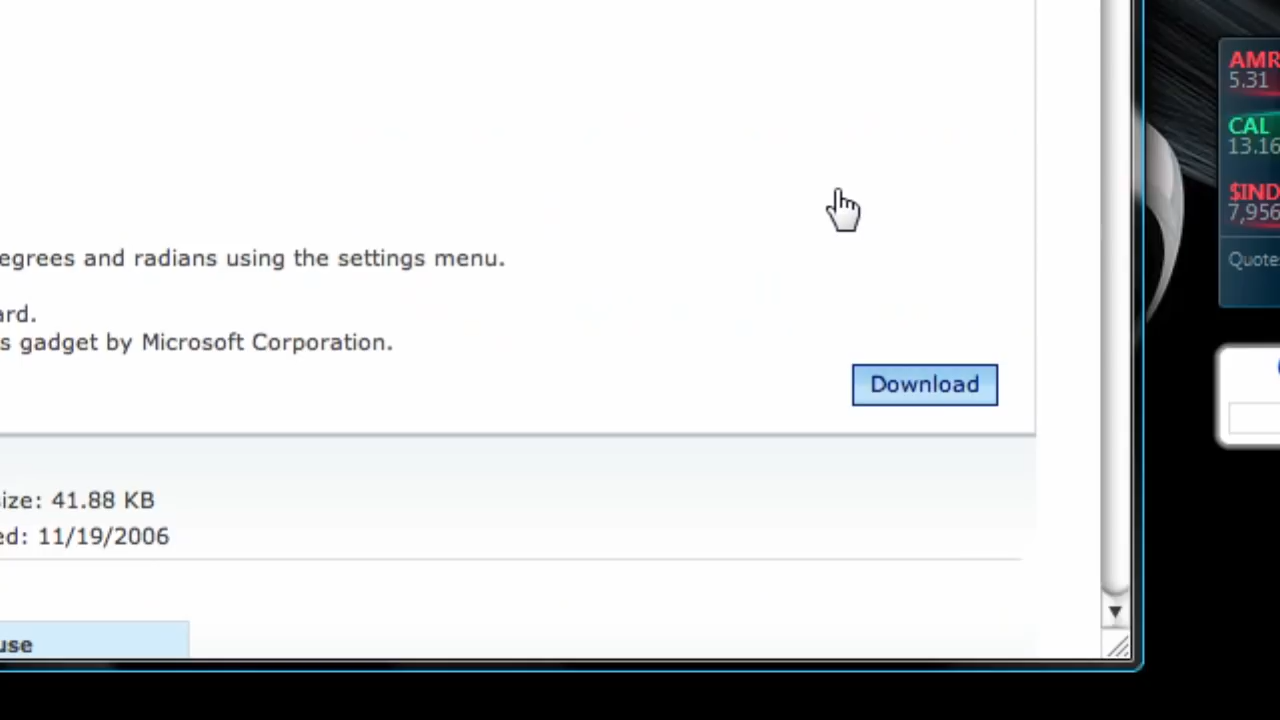 egrees and radians using the settings menu.
ard.
s gadget by Microsoft Corporation.
Download
ize: 41.88 KB
ed: 11/19/2006
use
AMR
5.31
CAL
13.16
$IND
7,956
Quote